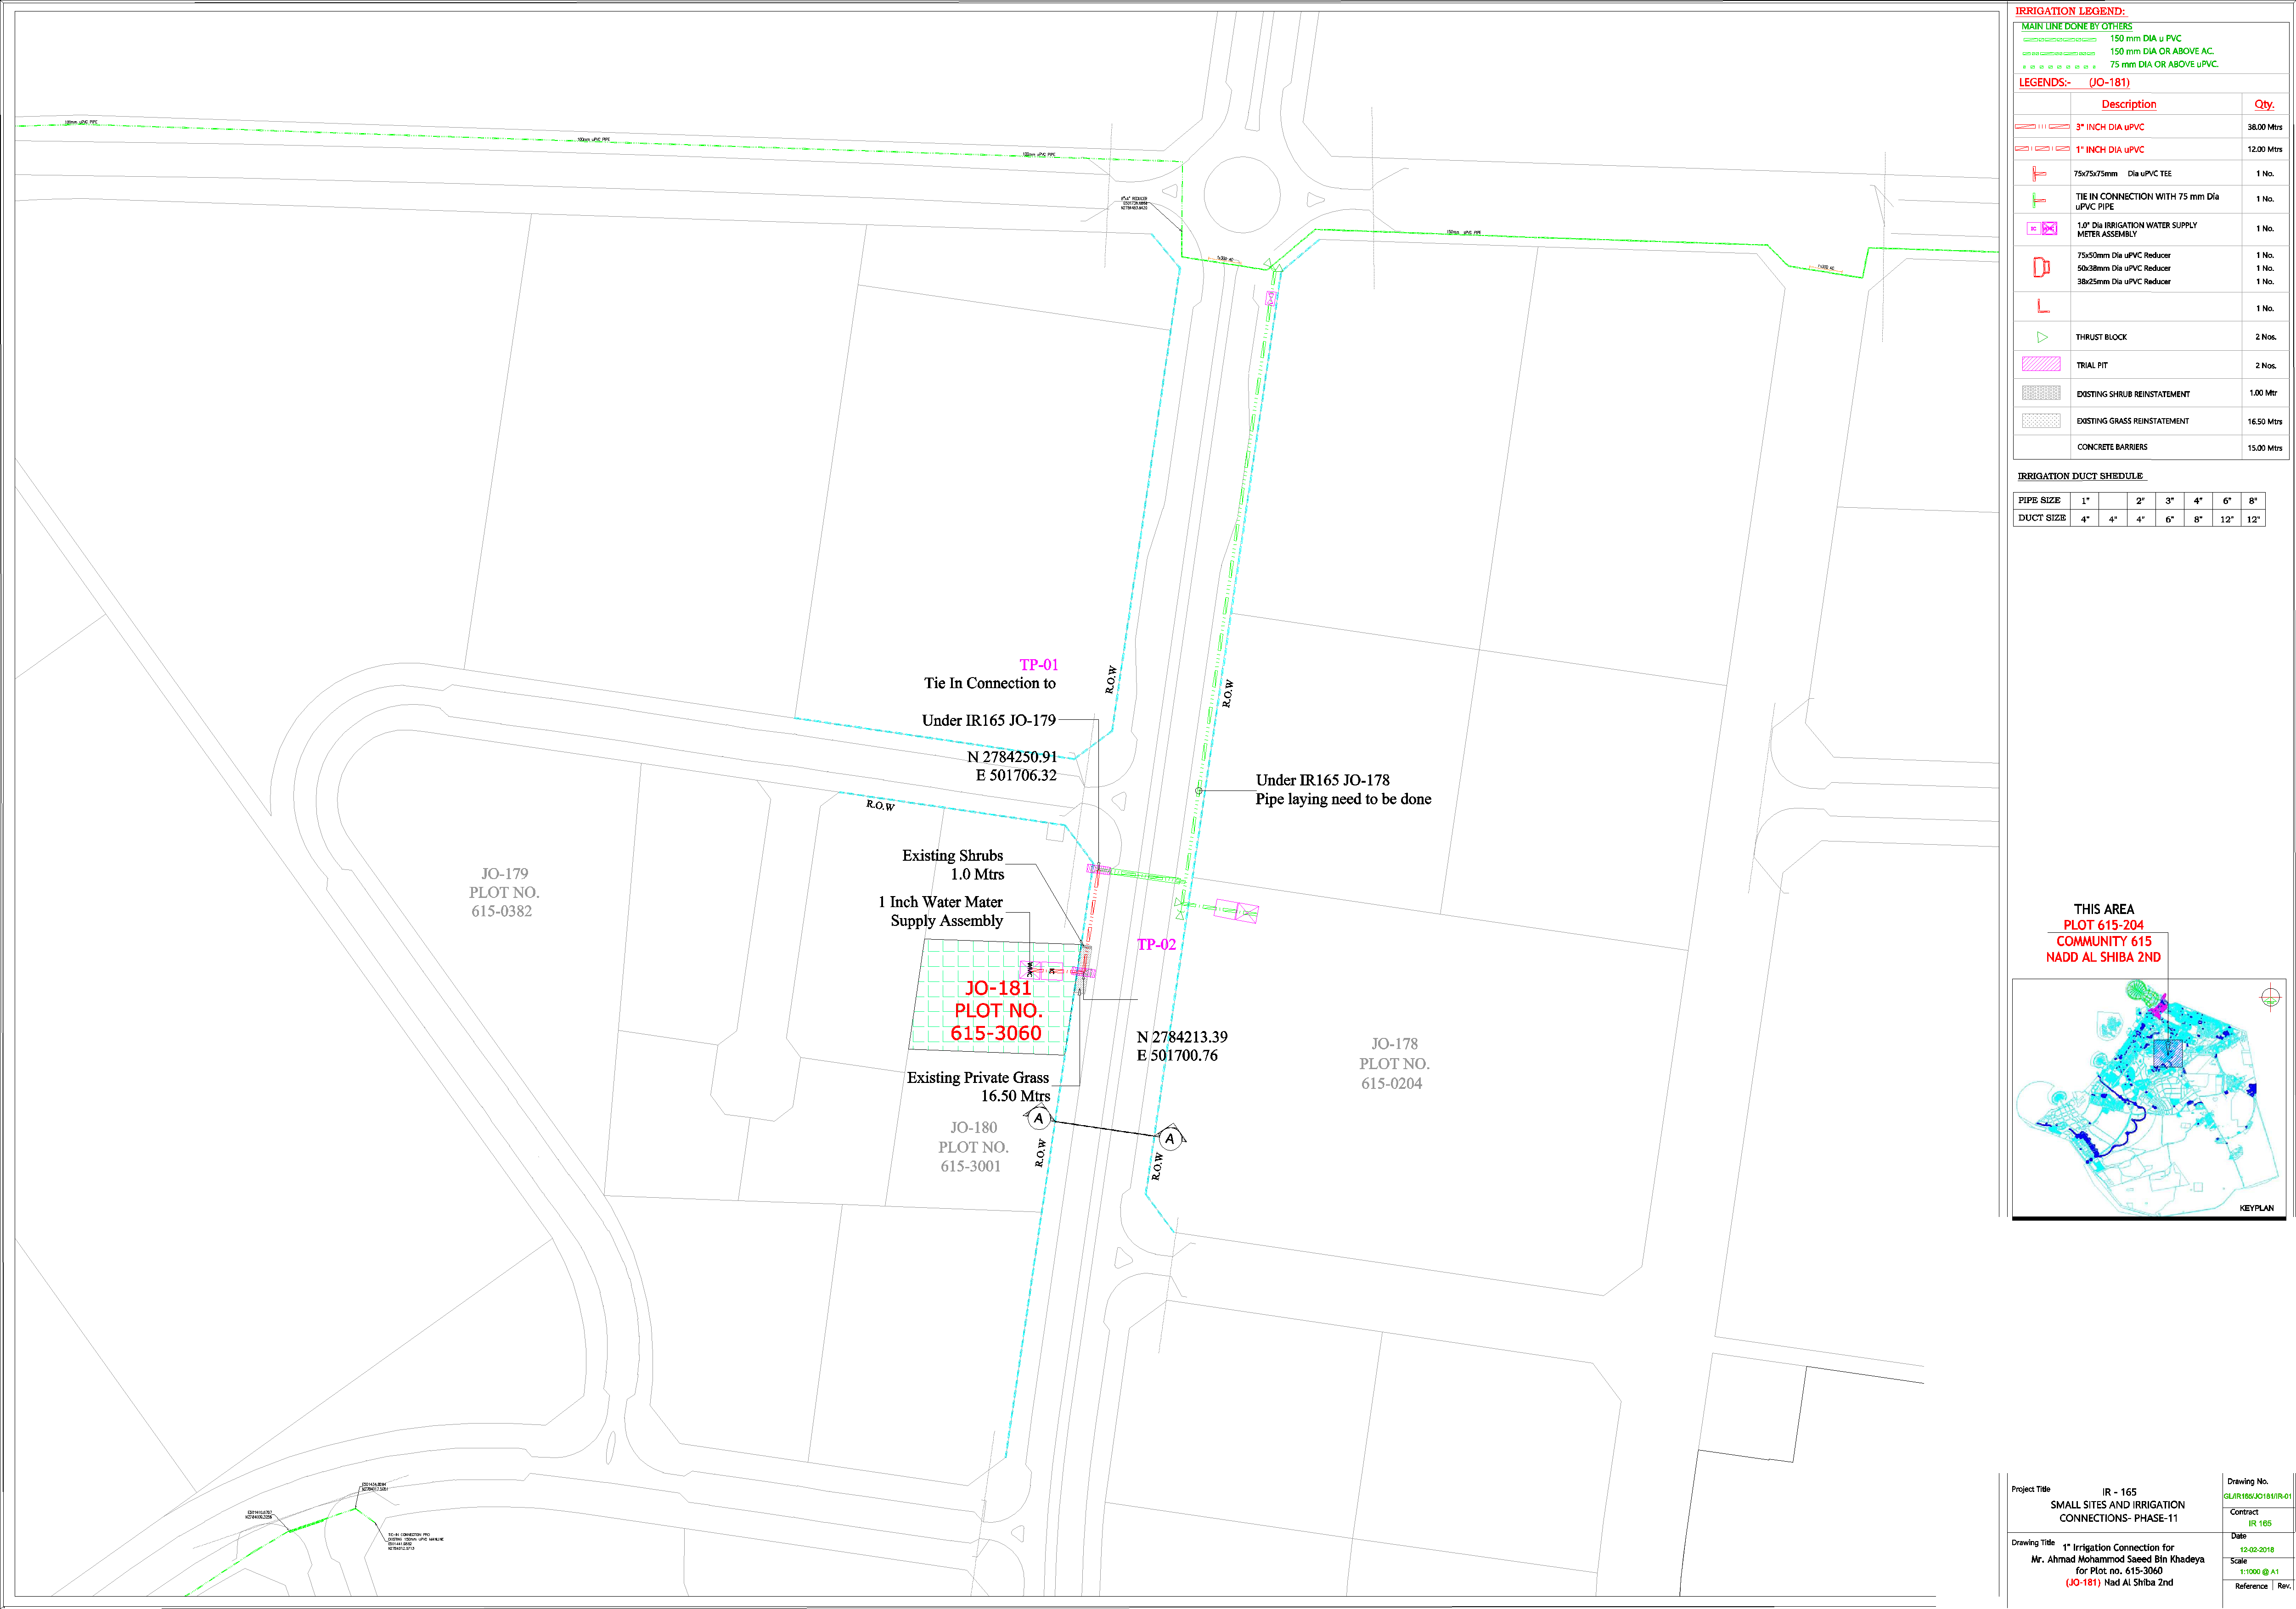 100mm uPVC PIPE
100mm uPVC PIPE
100mm uPVC PIPE
150mm uPVC PIPE
TP-01
Tie In Connection to
Under IR165 JO-179
N 2784250.91
E 501706.32
R.O.W
R.O.W
R.O.W
Under IR165 JO-178
Pipe laying need to be done
JO-179
PLOT NO.
615-0382
Existing Shrubs
1.0 Mtrs
1 Inch Water Mater
Supply Assembly
TP-02
JO-181
PLOT NO.
615-3060
N 2784213.39
E 501700.76
JO-178
PLOT NO.
615-0204
Existing Private Grass
16.50 Mtrs
A
A
JO-180
PLOT NO.
615-3001
R.O.W
R.O.W
IRRIGATION LEGEND:
MAIN LINE DONE BY OTHERS
150 mm DIA u PVC
150 mm DIA OR ABOVE AC.
75 mm DIA OR ABOVE uPVC.
LEGENDS:- (JO-181)
Description Qty.
3" INCH DIA uPVC 38.00 Mtrs
1" INCH DIA uPVC 12.00 Mtrs
75x75x75mm Dia uPVC TEE 1 No.
TIE IN CONNECTION WITH 75 mm Dia
uPVC PIPE 1 No.
1.0" Dia IRRIGATION WATER SUPPLY
METER ASSEMBLY 1 No.
75x50mm Dia uPVC Reducer 1 No.
50x38mm Dia uPVC Reducer 1 No.
38x25mm Dia uPVC Reducer 1 No.
1 No.
THRUST BLOCK 2 Nos.
TRIAL PIT 2 Nos.
EXISTING SHRUB REINSTATEMENT 1.00 Mtr
EXISTING GRASS REINSTATEMENT 16.50 Mtrs
CONCRETE BARRIERS 15.00 Mtrs
IRRIGATION DUCT SHEDULE
PIPE SIZE 1" 2" 3" 4" 6" 8"
DUCT SIZE 4" 4" 4" 6" 8" 12" 12"
THIS AREA
PLOT 615-204
COMMUNITY 615
NADD AL SHIBA 2ND
KEYPLAN
Project Title
IR - 165
SMALL SITES AND IRRIGATION
CONNECTIONS- PHASE-11
Drawing No.
GL/IR165/JO181/IR-01
Contract
IR 165
Drawing Title
1" Irrigation Connection for
Mr. Ahmad Mohammod Saeed Bin Khadeya
for Plot no. 615-3060
(JO-181) Nad Al Shiba 2nd
Date
12-02-2018
Scale
1:1000 @ A1
Reference Rev.